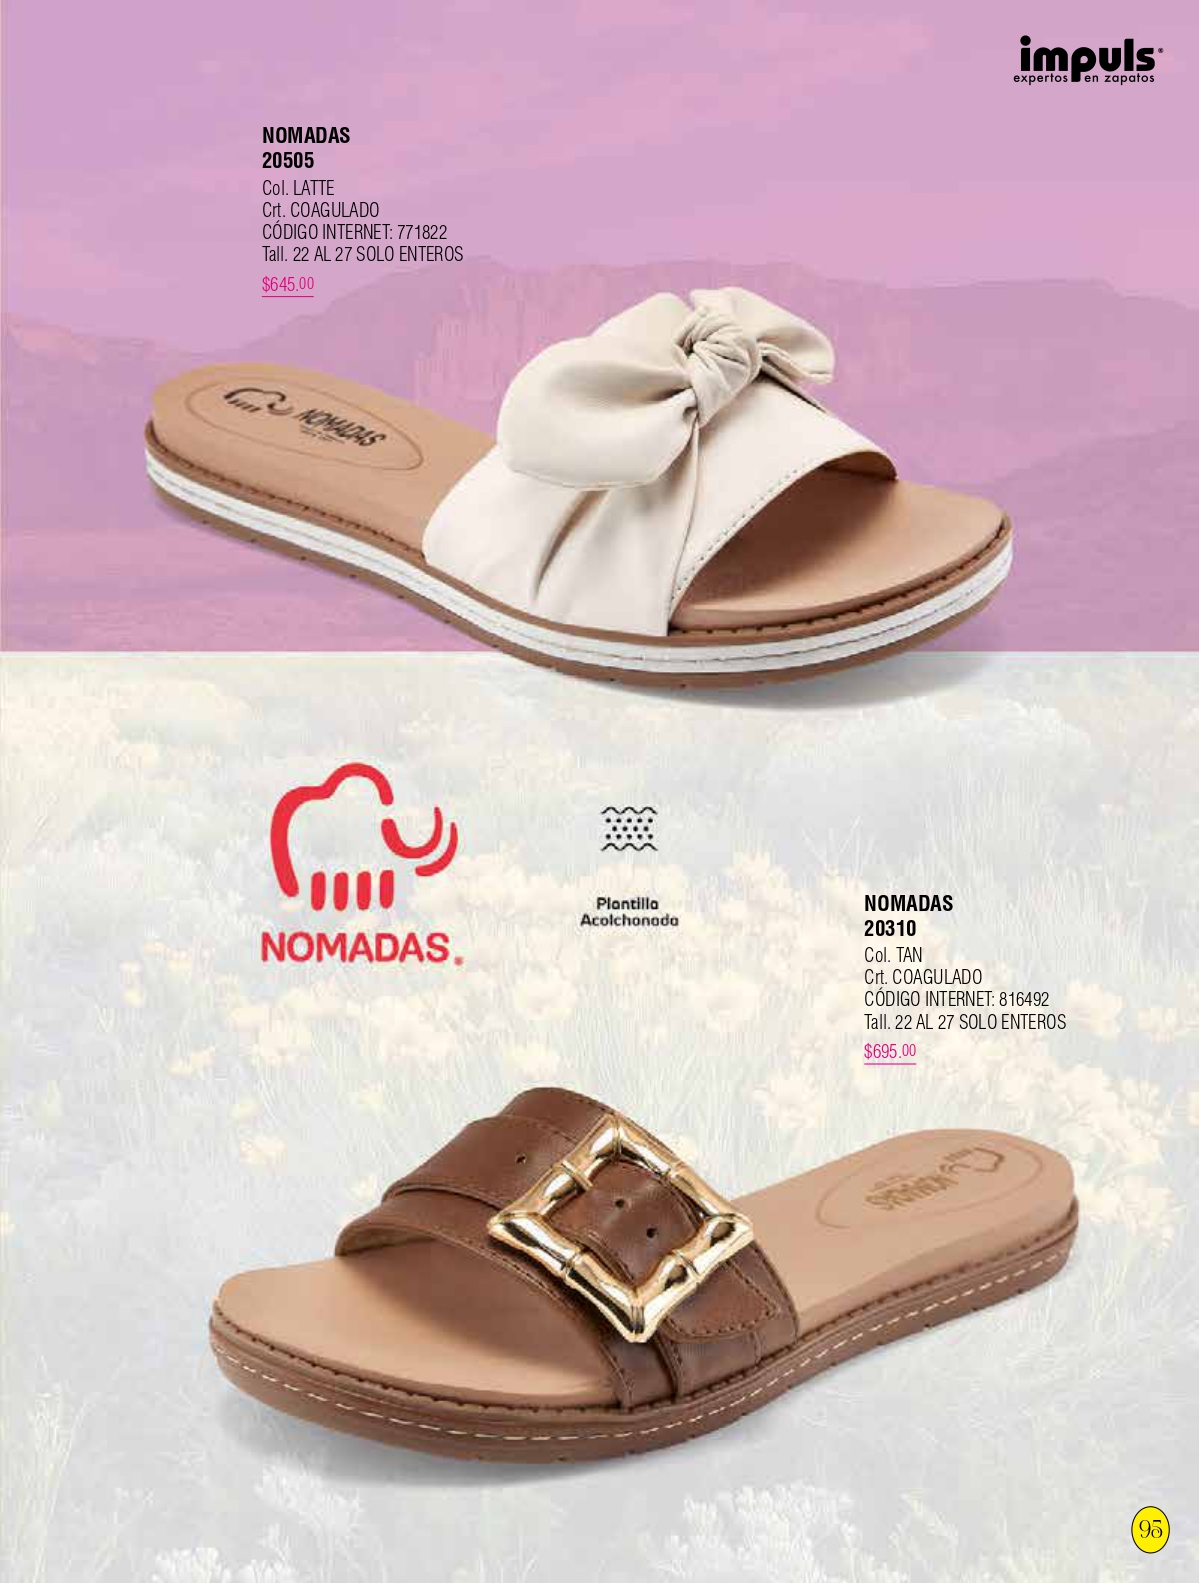 impuls®
expertos en zapatos
NOMADAS
20505
Col. LATTE
Crt. COAGULADO
CÓDIGO INTERNET: 771822
Tall. 22 AL 27 SOLO ENTEROS
$645.00
NOMADAS
NOMADAS®
Plantilla
Acolchonada
NOMADAS
20310
Col. TAN
Crt. COAGULADO
CÓDIGO INTERNET: 816492
Tall. 22 AL 27 SOLO ENTEROS
$695.00
NOMADAS
95